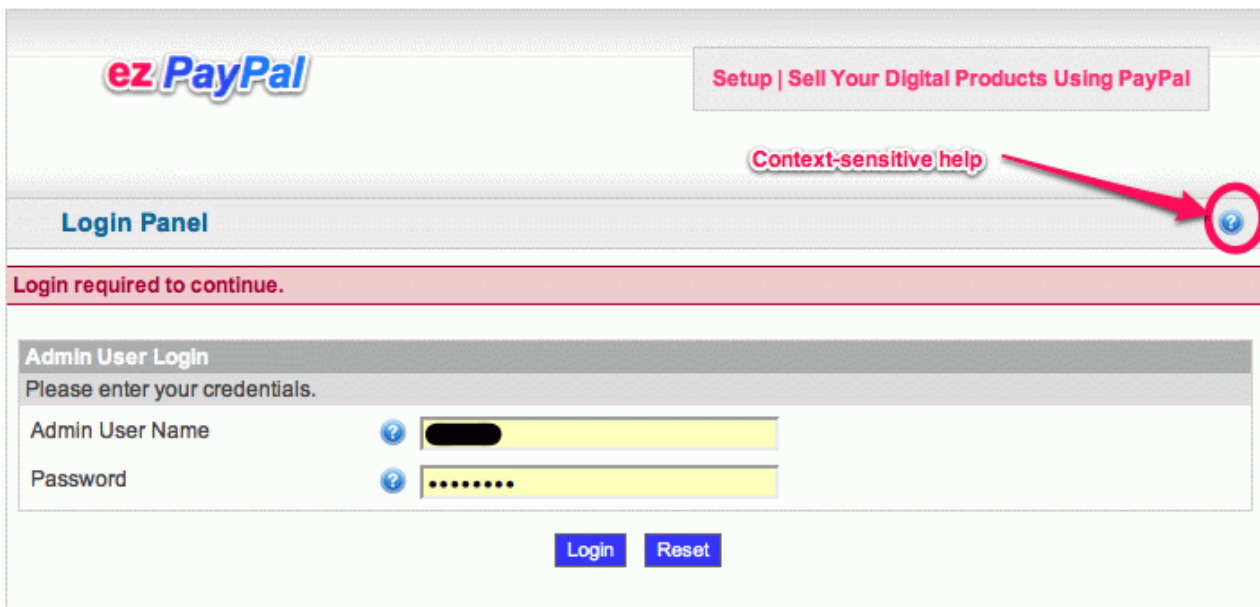 ez PayPal
Setup | Sell Your Digital Products Using PayPal
Context-sensitive help
Login Panel
?
Login required to continue.
Admin User Login
Please enter your credentials.
Admin User Name ?
Password ? ••••••••
Login Reset